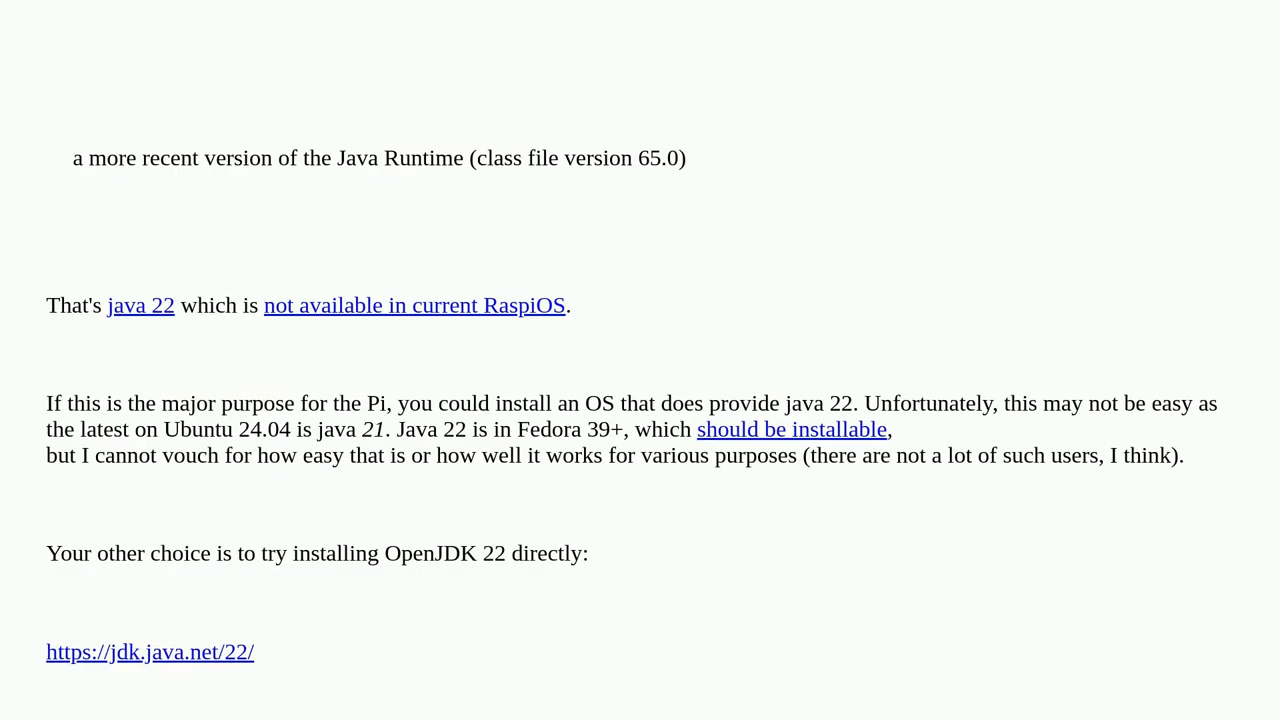 a more recent version of the Java Runtime (class file version 65.0)
That's java 22 which is not available in current RaspiOS.
If this is the major purpose for the Pi, you could install an OS that does provide java 22. Unfortunately, this may not be easy as
the latest on Ubuntu 24.04 is java 21. Java 22 is in Fedora 39+, which should be installable,
but I cannot vouch for how easy that is or how well it works for various purposes (there are not a lot of such users, I think).
Your other choice is to try installing OpenJDK 22 directly:
https://jdk.java.net/22/